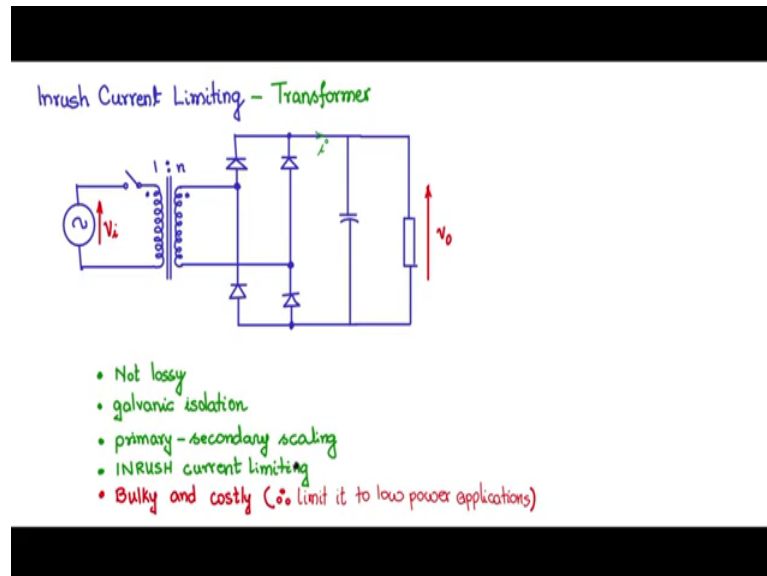 Inrush Current Limiting - Transformer
1 : n
i
Vi
Vo
• Not lossy
• galvanic isolation
• primary - secondary scaling
• INRUSH current limiting
• Bulky and costly (∴ limit it to low power applications)